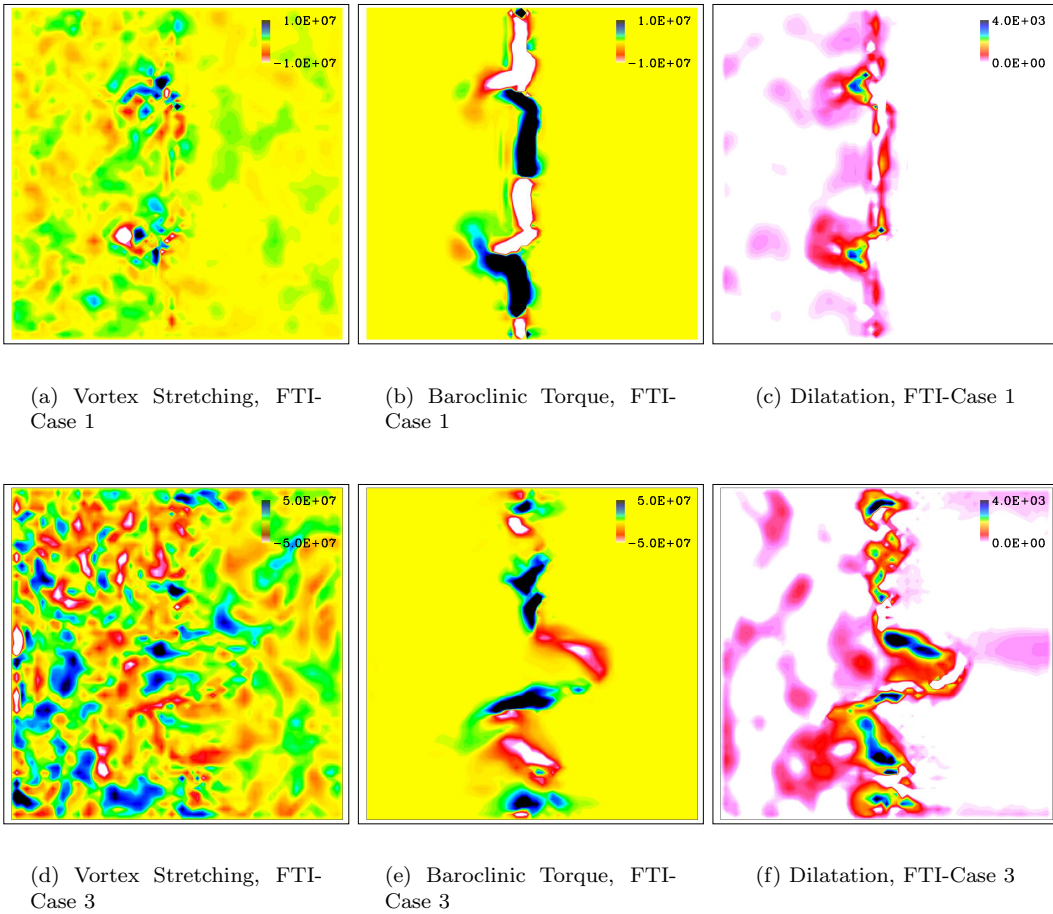 1.0E+07
−1.0E+07
1.0E+07
−1.0E+07
4.0E+03
0.0E+00
(a) Vortex Stretching, FTI-
Case 1
(b) Baroclinic Torque, FTI-
Case 1
(c) Dilatation, FTI-Case 1
5.0E+07
−5.0E+07
5.0E+07
−5.0E+07
4.0E+03
0.0E+00
(d) Vortex Stretching, FTI-
Case 3
(e) Baroclinic Torque, FTI-
Case 3
(f) Dilatation, FTI-Case 3